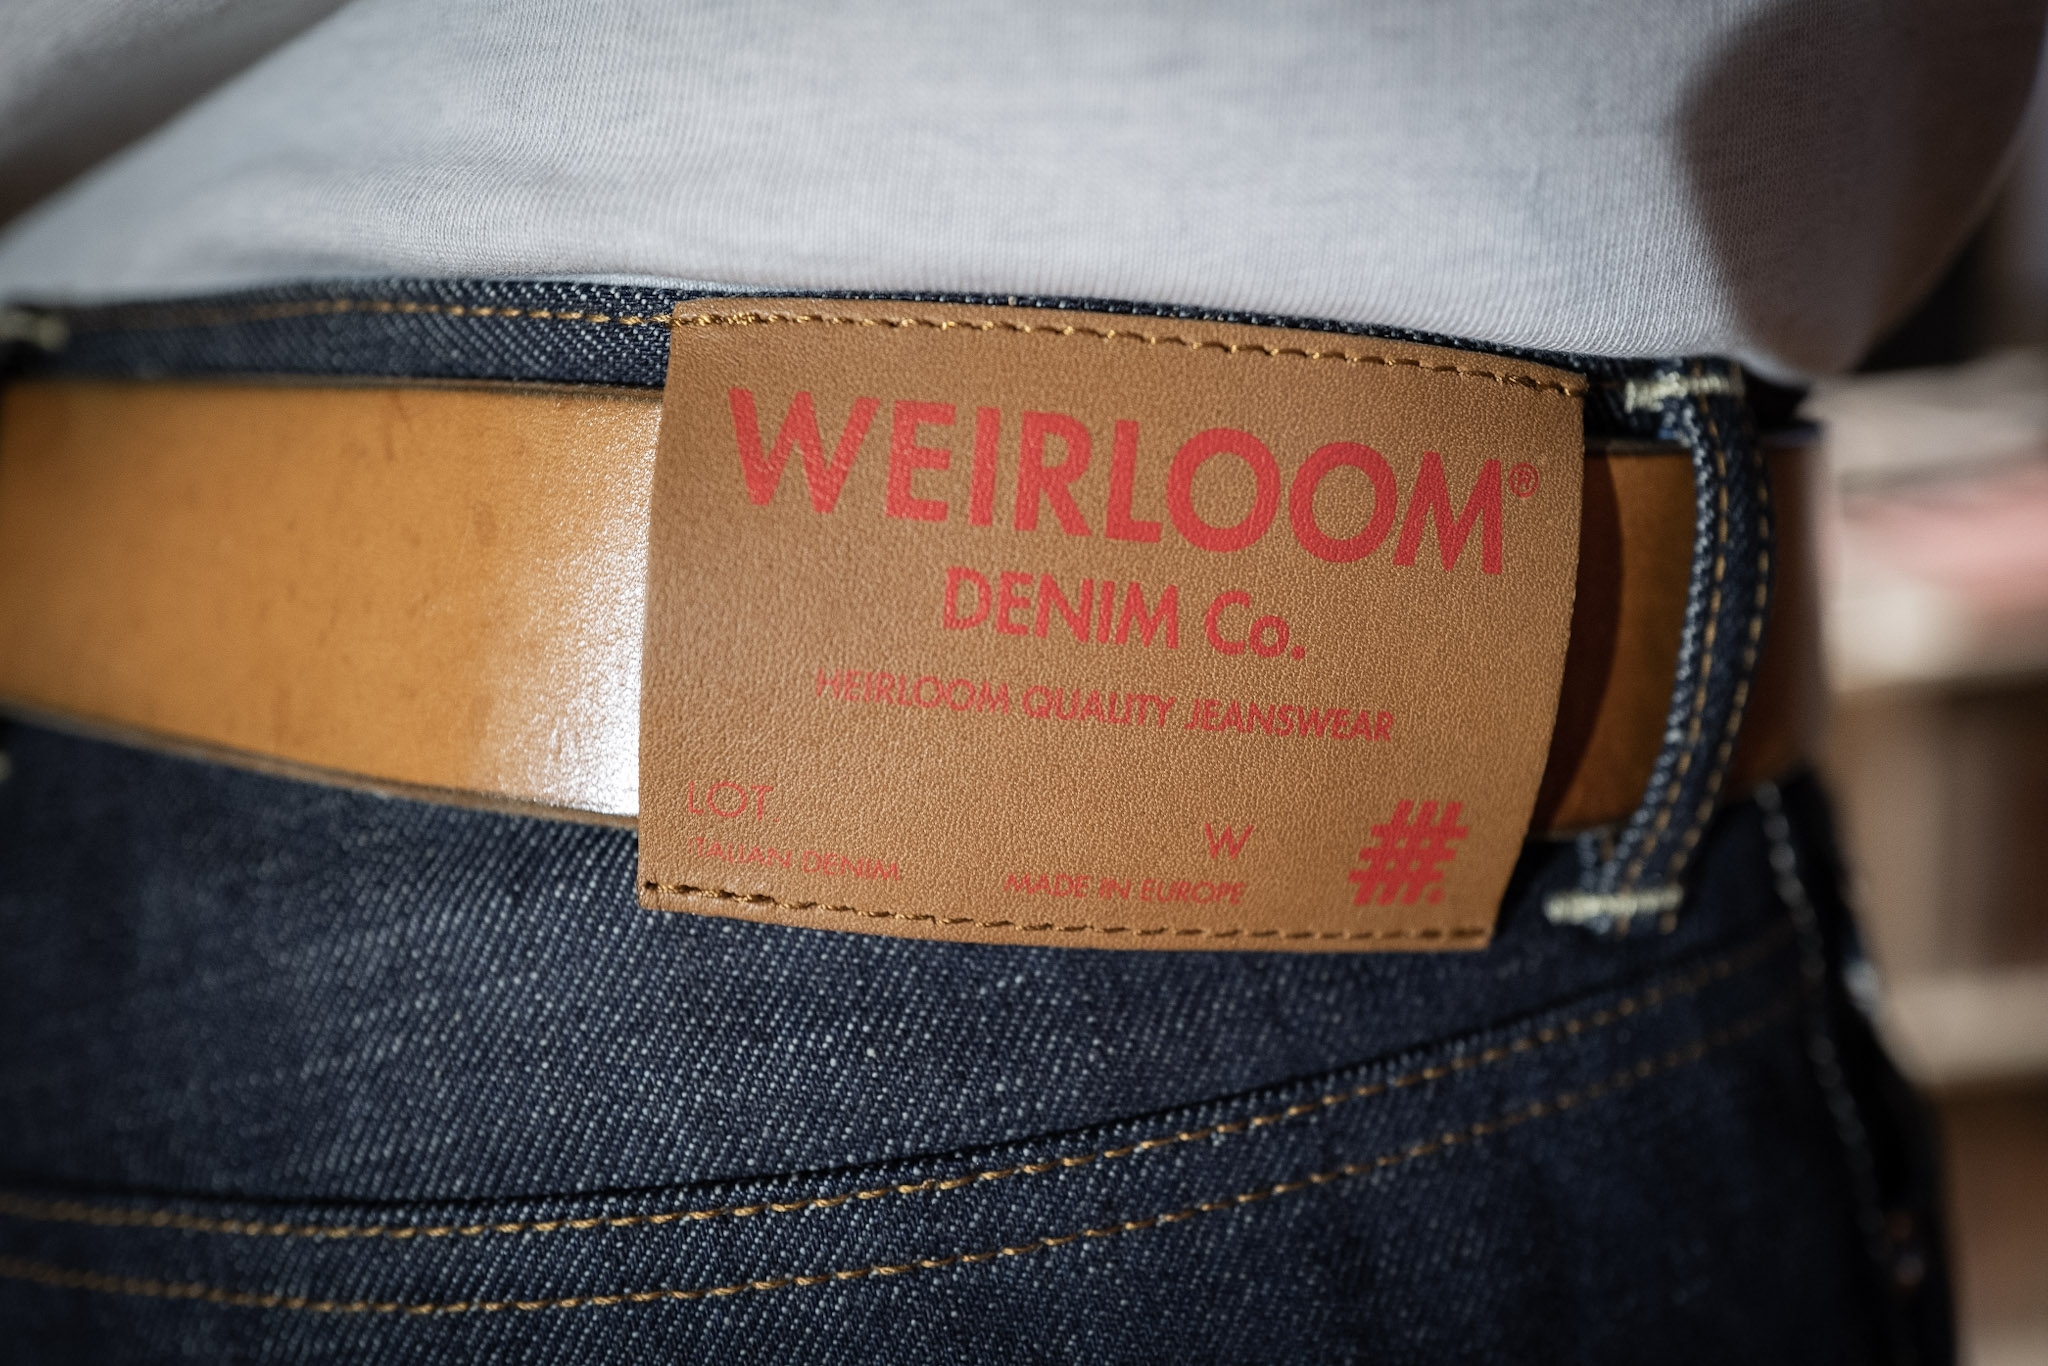 WEIRLOOM®
DENIM Co.
HEIRLOOM QUALITY JEANSWEAR
LOT.
W
ITALIAN DENIM
MADE IN EUROPE